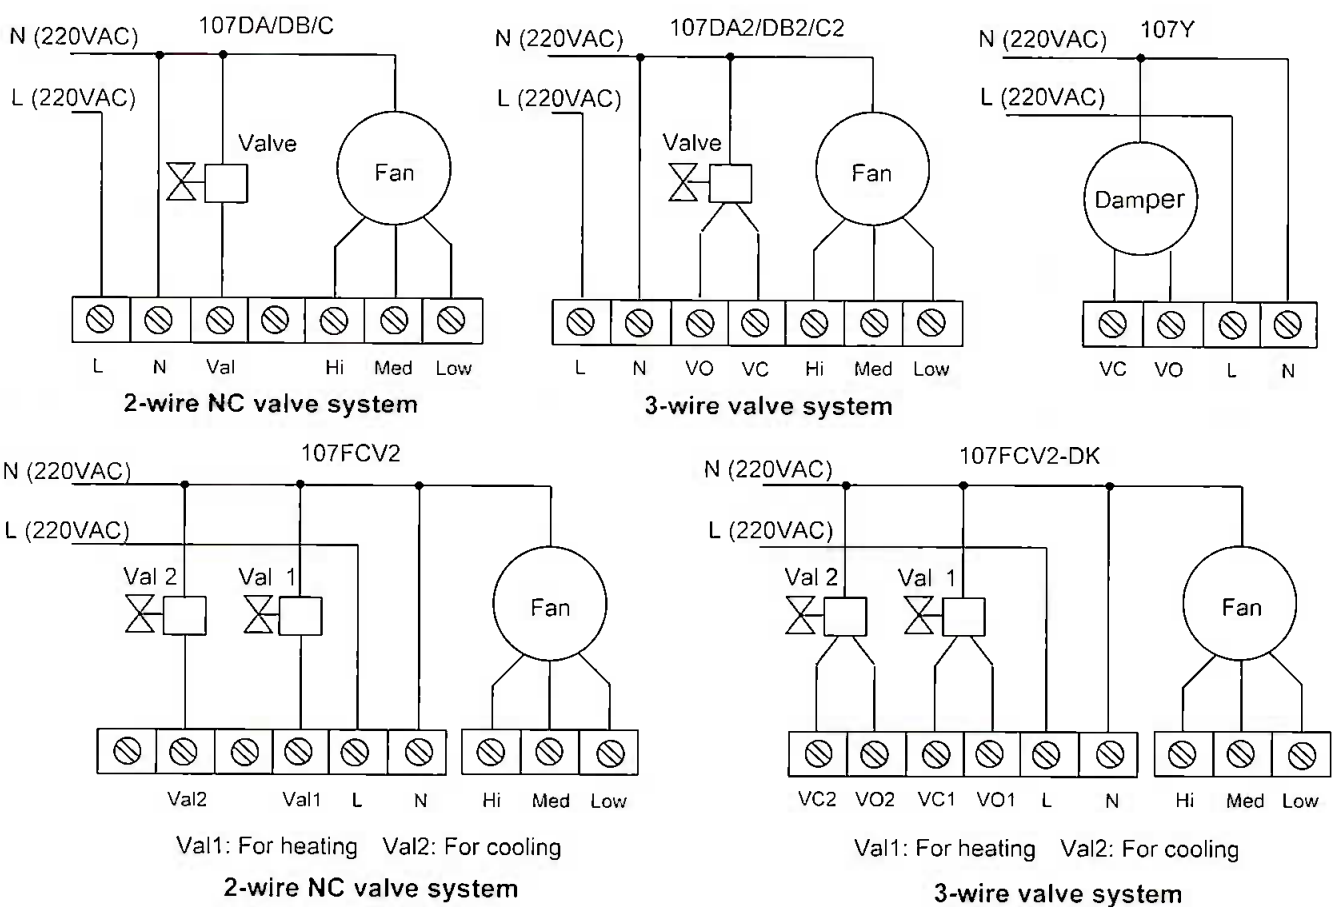 107DA/DB/C
N (220VAC)
L (220VAC)
Valve
Fan
L N Val Hi Med Low
2-wire NC valve system
107DA2/DB2/C2
N (220VAC)
L (220VAC)
Valve
Fan
L N VO VC Hi Med Low
3-wire valve system
107Y
N (220VAC)
L (220VAC)
Damper
VC VO L N
107FCV2
N (220VAC)
L (220VAC)
Val 2 Val 1
Fan
Val2 Val1 L N Hi Med Low
Val1: For heating Val2: For cooling
2-wire NC valve system
107FCV2-DK
N (220VAC)
L (220VAC)
Val 2 Val 1
Fan
VC2 VO2 VC1 VO1 L N Hi Med Low
Val1: For heating Val2: For cooling
3-wire valve system